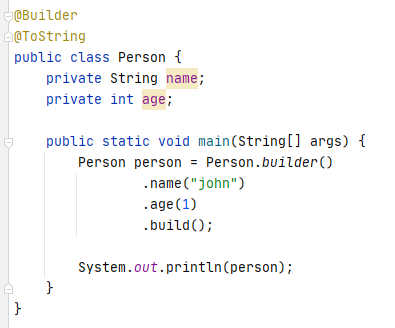 @Builder
@ToString
public class Person {
    private String name;
    private int age;

    public static void main(String[] args) {
        Person person = Person.builder()
                .name("john")
                .age(1)
                .build();

        System.out.println(person);
    }
}